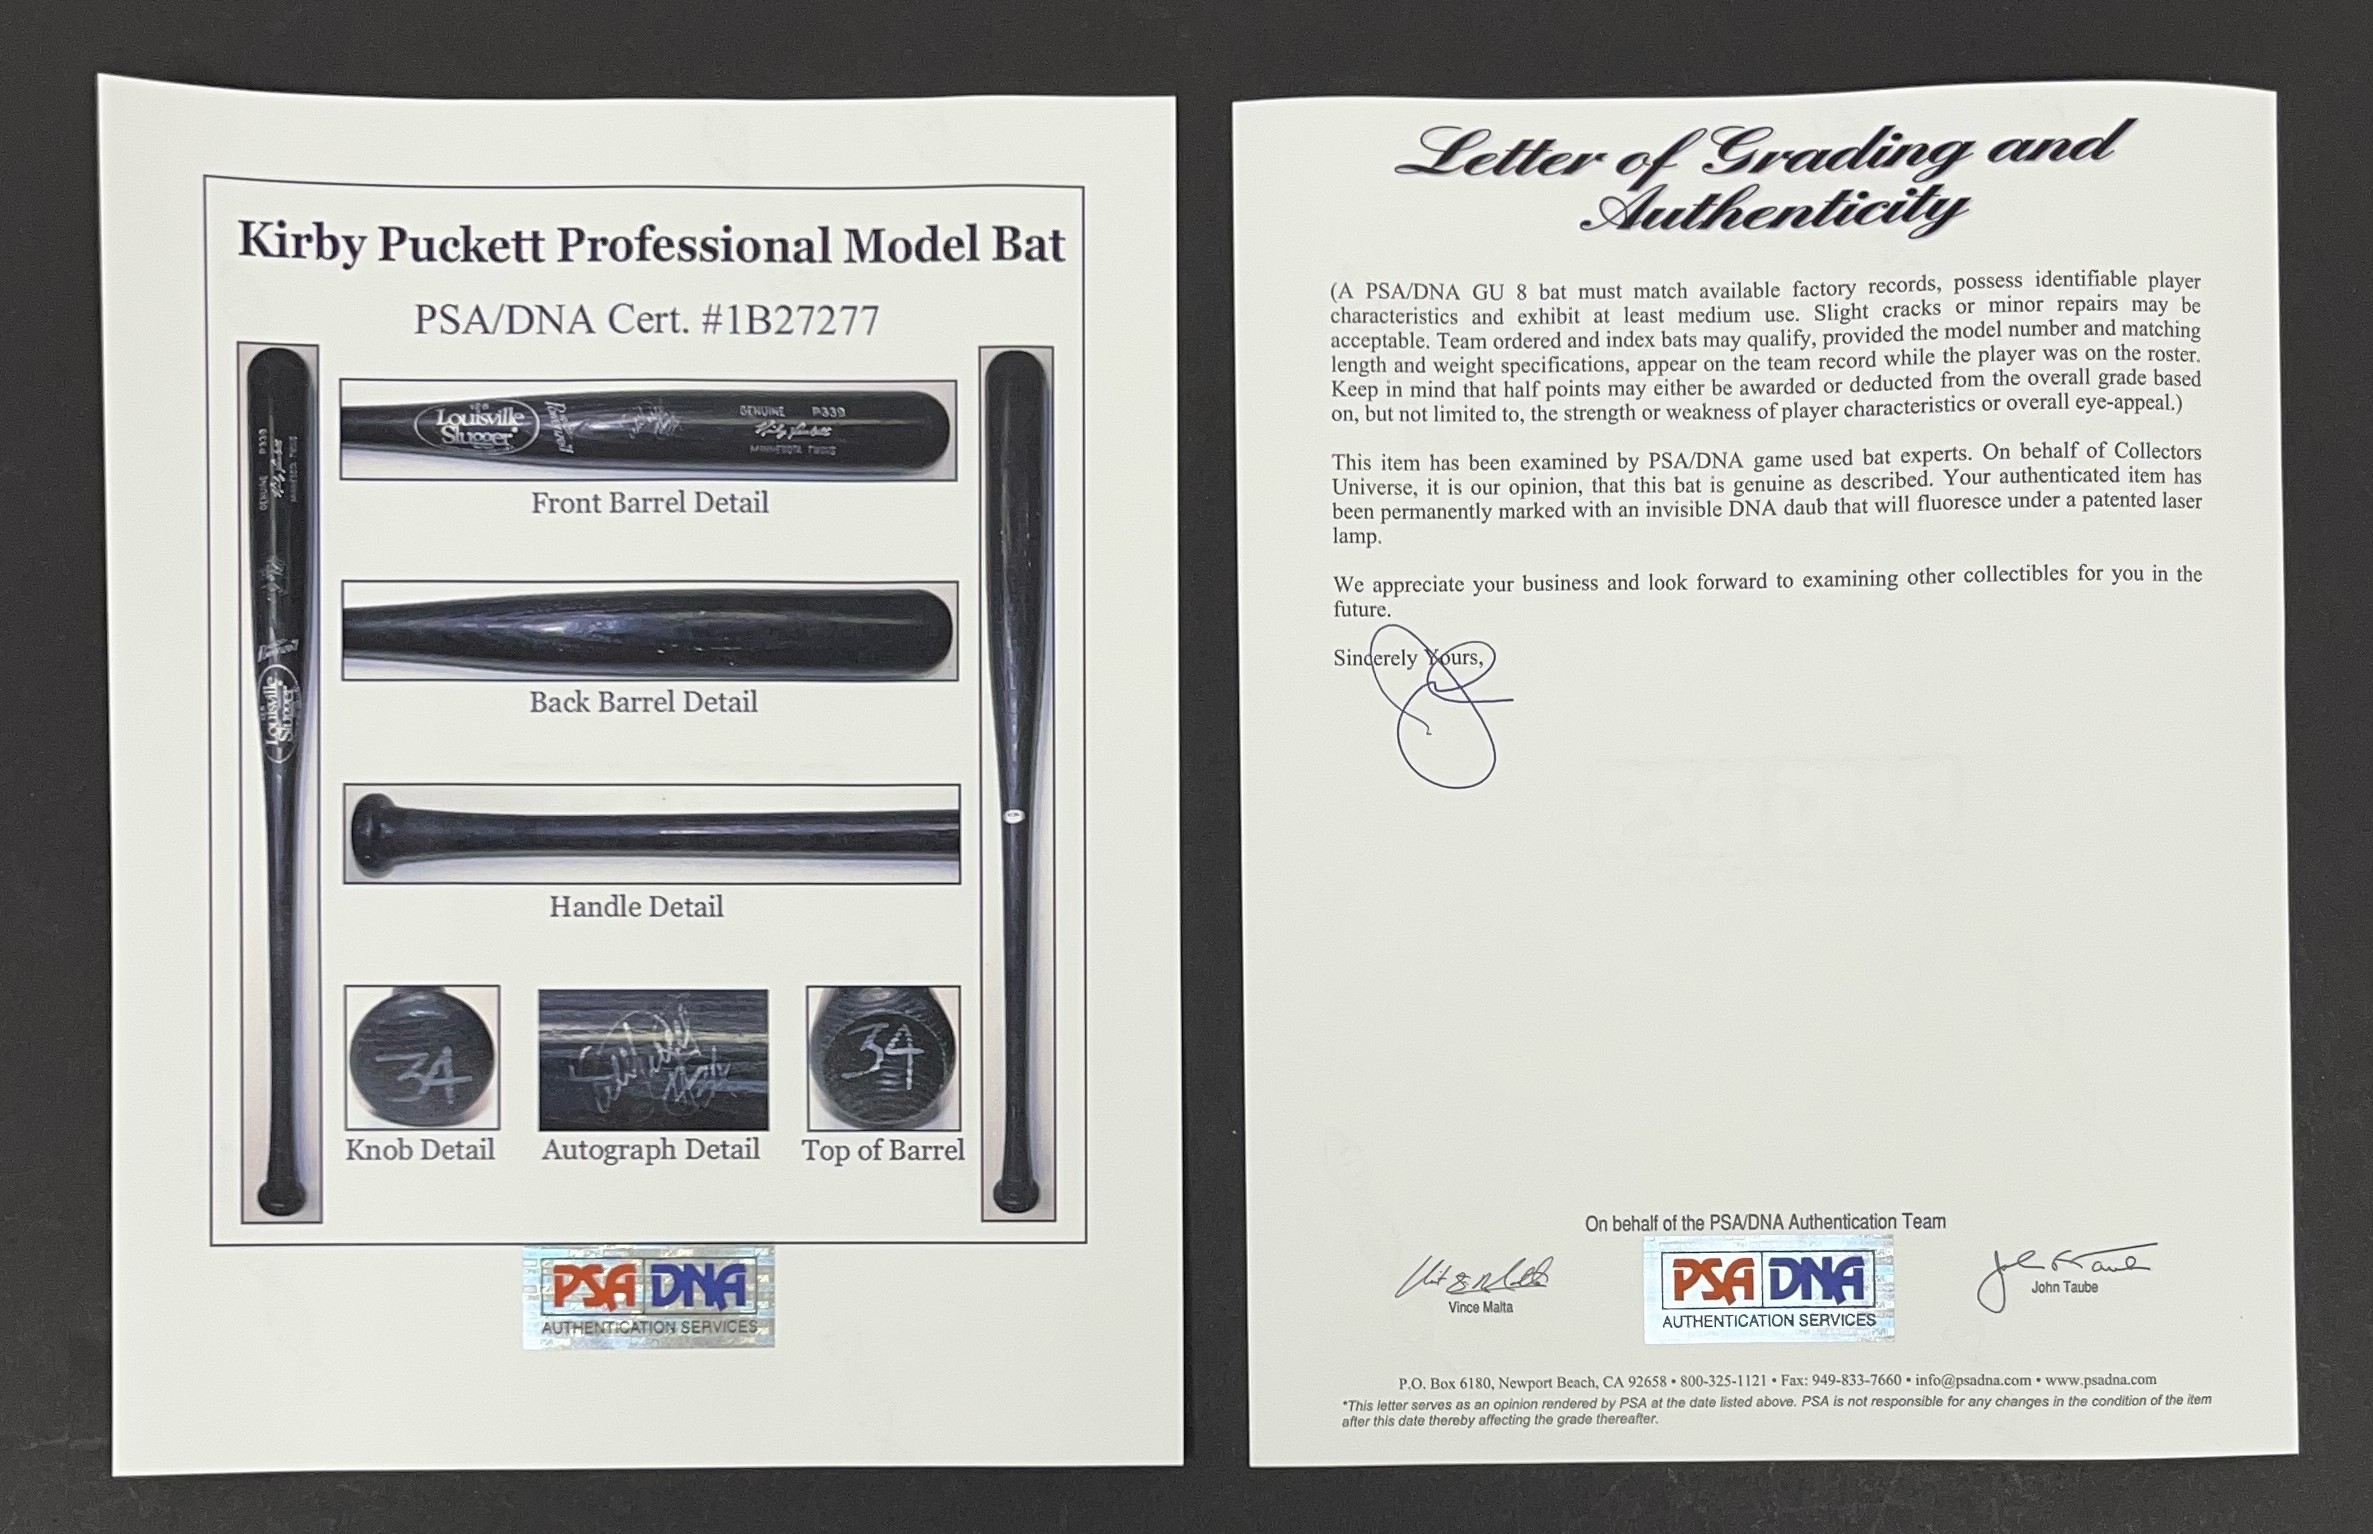 Kirby Puckett Professional Model Bat
PSA/DNA Cert. #1B27277
Louisville
Slugger
GENUINE P339
Kirby Puckett
MINNESOTA TWINS
Front Barrel Detail
Back Barrel Detail
Handle Detail
34
34
Knob Detail
Autograph Detail
Top of Barrel
PSA DNA
AUTHENTICATION SERVICES
Letter of Grading and
Authenticity
(A PSA/DNA GU 8 bat must match available factory records, possess identifiable player
characteristics and exhibit at least medium use. Slight cracks or minor repairs may be
acceptable. Team ordered and index bats may qualify, provided the model number and matching
length and weight specifications, appear on the team record while the player was on the roster.
Keep in mind that half points may either be awarded or deducted from the overall grade based
on, but not limited to, the strength or weakness of player characteristics or overall eye-appeal.)
This item has been examined by PSA/DNA game used bat experts. On behalf of Collectors
Universe, it is our opinion, that this bat is genuine as described. Your authenticated item has
been permanently marked with an invisible DNA daub that will fluoresce under a patented laser
lamp.
We appreciate your business and look forward to examining other collectibles for you in the
future.
Sincerely Yours,
On behalf of the PSA/DNA Authentication Team
Vince Malta
PSA DNA
AUTHENTICATION SERVICES
John Taube
John Taube
P.O. Box 6180, Newport Beach, CA 92658 • 800-325-1121 • Fax: 949-833-7660 • info@psadna.com • www.psadna.com
*This letter serves as an opinion rendered by PSA at the date listed above. PSA is not responsible for any changes in the condition of the item
after this date thereby affecting the grade thereafter.